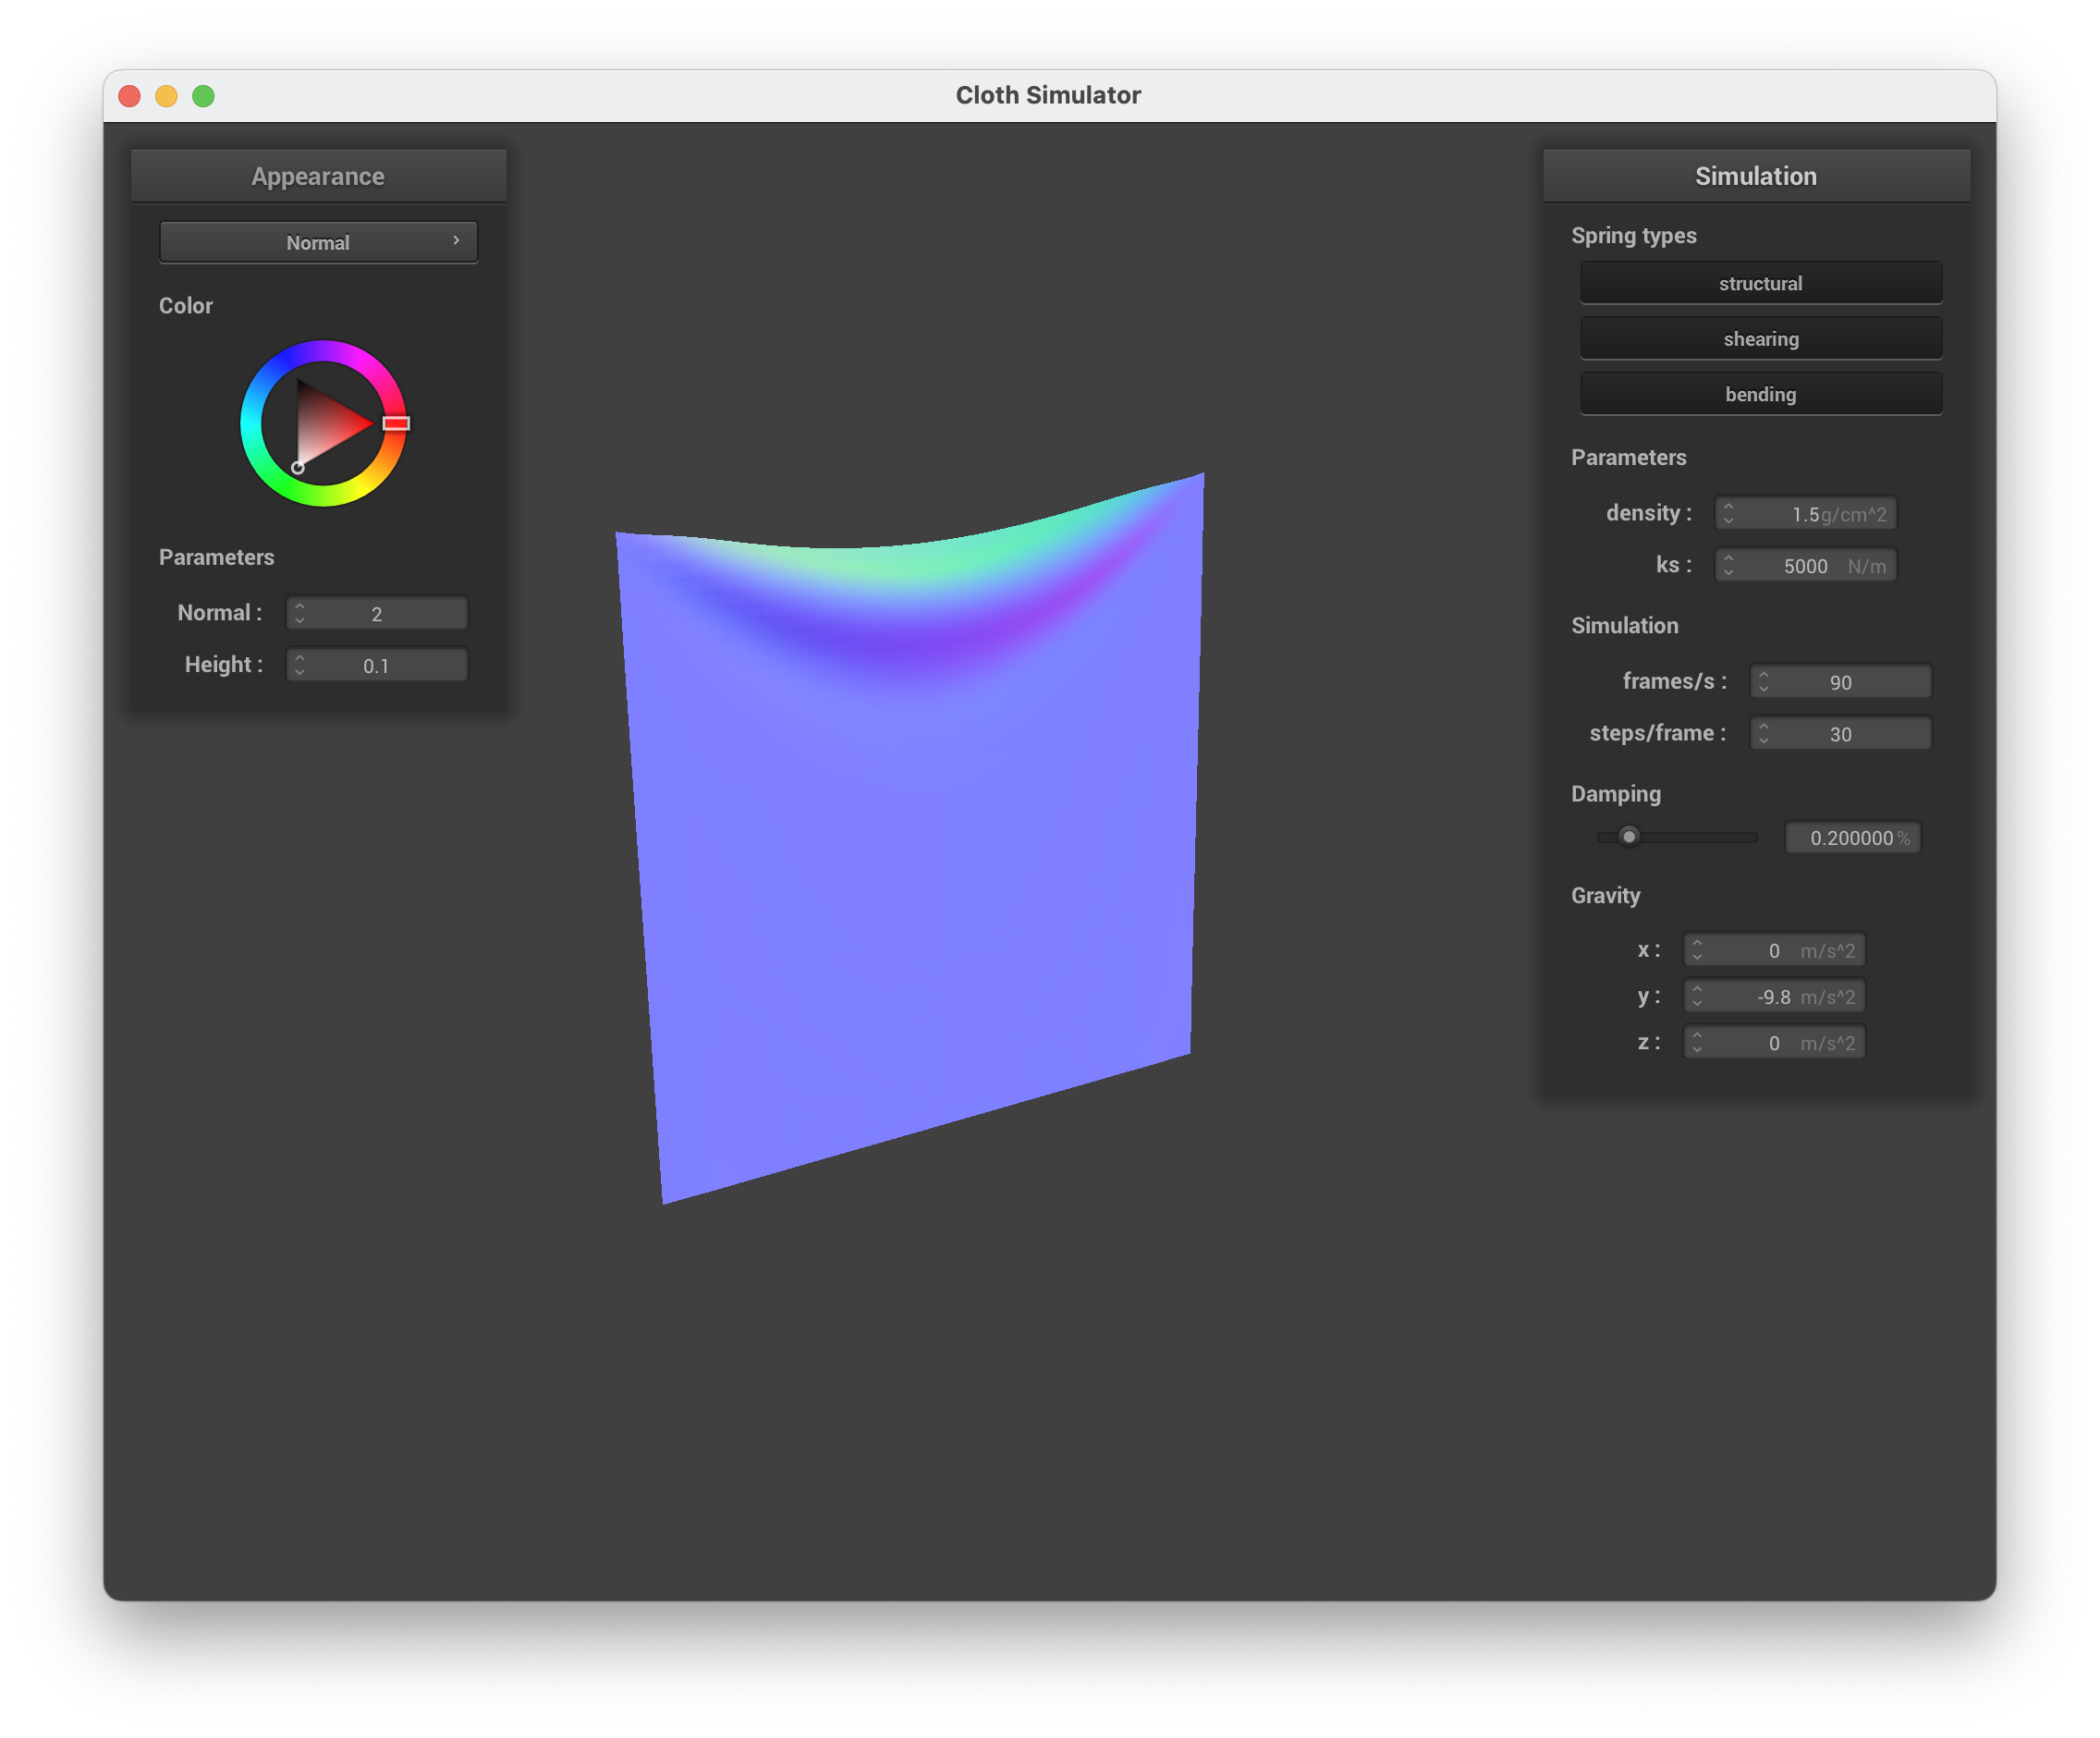 Cloth Simulator
Appearance
Normal
Color
Parameters
Normal : 2
Height : 0.1
Simulation
Spring types
structural
shearing
bending
Parameters
density : 1.5 g/cm^2
ks : 5000 N/m
Simulation
frames/s : 90
steps/frame : 30
Damping
0.200000 %
Gravity
x : 0 m/s^2
y : -9.8 m/s^2
z : 0 m/s^2